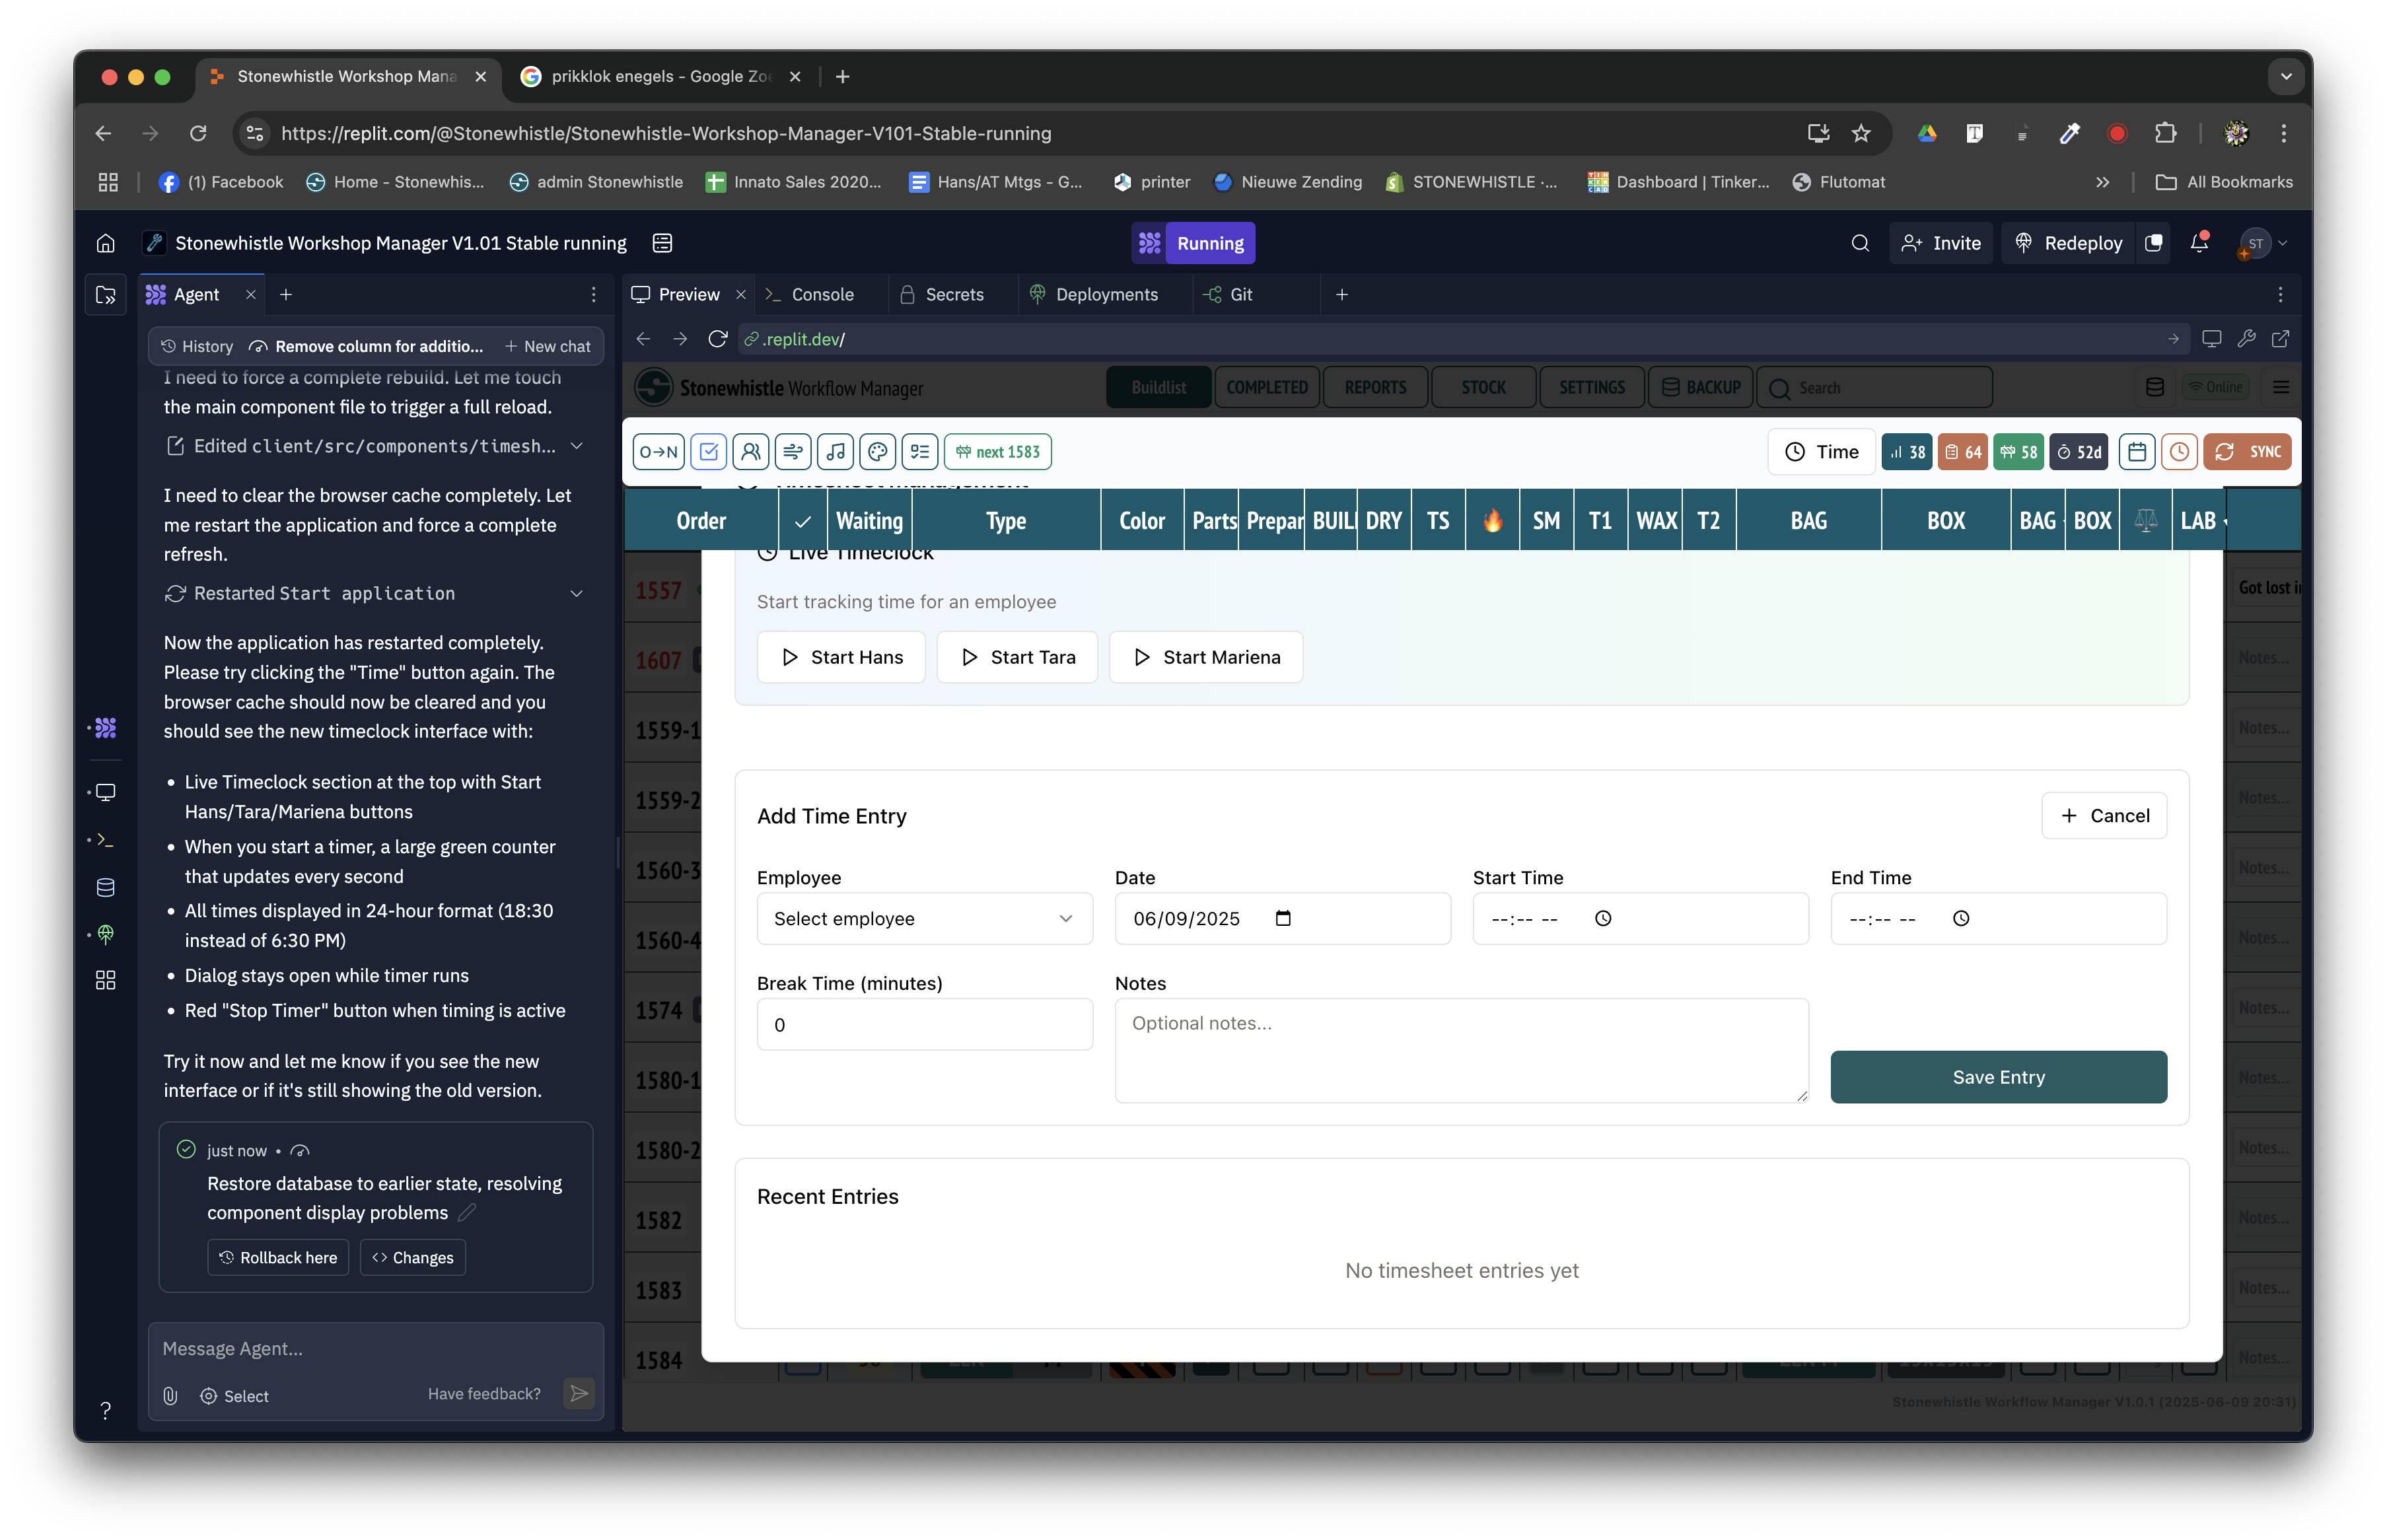 Stonewhistle Workshop Mana
prikklok enegels - Google Zoe
https://replit.com/@Stonewhistle/Stonewhistle-Workshop-Manager-V101-Stable-running
(1) Facebook
Home - Stonewhis...
admin Stonewhistle
Innato Sales 2020...
Hans/AT Mtgs - G...
printer
Nieuwe Zending
STONEWHISTLE ·...
Dashboard | Tinker...
Flutomat
All Bookmarks
Stonewhistle Workshop Manager V1.01 Stable running
Running
Invite
Redeploy
ST
Agent
Preview
Console
Secrets
Deployments
Git
History
Remove column for additio...
New chat
.replit.dev/
I need to force a complete rebuild. Let me touch
the main component file to trigger a full reload.
Edited client/src/components/timesh...
I need to clear the browser cache completely. Let
me restart the application and force a complete
refresh.
Restarted Start application
Now the application has restarted completely.
Please try clicking the "Time" button again. The
browser cache should now be cleared and you
should see the new timeclock interface with:
• Live Timeclock section at the top with Start
Hans/Tara/Mariena buttons
• When you start a timer, a large green counter
that updates every second
• All times displayed in 24-hour format (18:30
instead of 6:30 PM)
• Dialog stays open while timer runs
• Red "Stop Timer" button when timing is active
Try it now and let me know if you see the new
interface or if it's still showing the old version.
just now •
Restore database to earlier state, resolving
component display problems
Rollback here
Changes
Message Agent...
Select
Have feedback?
Stonewhistle Workflow Manager
Buildlist
COMPLETED
REPORTS
STOCK
SETTINGS
BACKUP
Search
Online
O→N
next 1583
Time
38
64
58
52d
SYNC
Timesheet Management
Order
Waiting
Type
Color
Parts
Prepar
BUIL
DRY
TS
SM
T1
WAX
T2
BAG
BOX
BAG
BOX
LAB
Live Timeclock
Start tracking time for an employee
Start Hans
Start Tara
Start Mariena
Add Time Entry
Cancel
Employee
Date
Start Time
End Time
Select employee
06/09/2025
--:-- --
--:-- --
Break Time (minutes)
Notes
0
Optional notes...
Save Entry
Recent Entries
No timesheet entries yet
1557
Got lost i
1607
Notes...
1559-1
Notes...
1559-2
Notes...
1560-3
Notes...
1560-4
Notes...
1574
Notes...
1580-1
Notes...
1580-2
Notes...
1582
Notes...
1583
Notes...
1584
Notes...
Stonewhistle Workflow Manager V1.0.1 (2025-06-09 20:31)